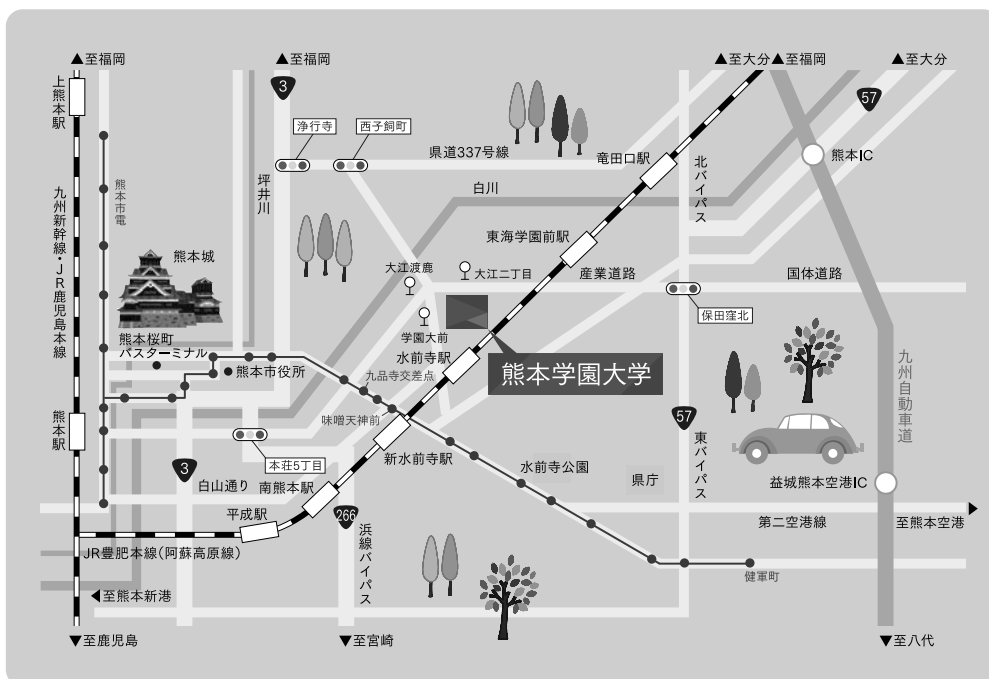 ▲至福岡
▲至福岡
▲至大分
▲至福岡
▲至大分
上熊本駅
3
57
浄行寺
西子飼町
県道337号線
竜田口駅
北バイパス
熊本IC
九州新幹線・JR鹿児島本線
熊本市電
坪井川
白川
熊本城
東海学園前駅
大江渡鹿
大江二丁目
産業道路
国体道路
保田窪北
学園大前
熊本桜町
バスターミナル
熊本市役所
水前寺駅
九品寺交差点
熊本学園大学
九州自動車道
熊本駅
味噌天神前
57
本荘5丁目
新水前寺駅
水前寺公園
県庁
東バイパス
益城熊本空港IC
3
白山通り
南熊本駅
平成駅
266
浜線バイパス
第二空港線
至熊本空港
▶
JR豊肥本線(阿蘇高原線)
健軍町
◀至熊本新港
▼至鹿児島
▼至宮崎
▼至八代